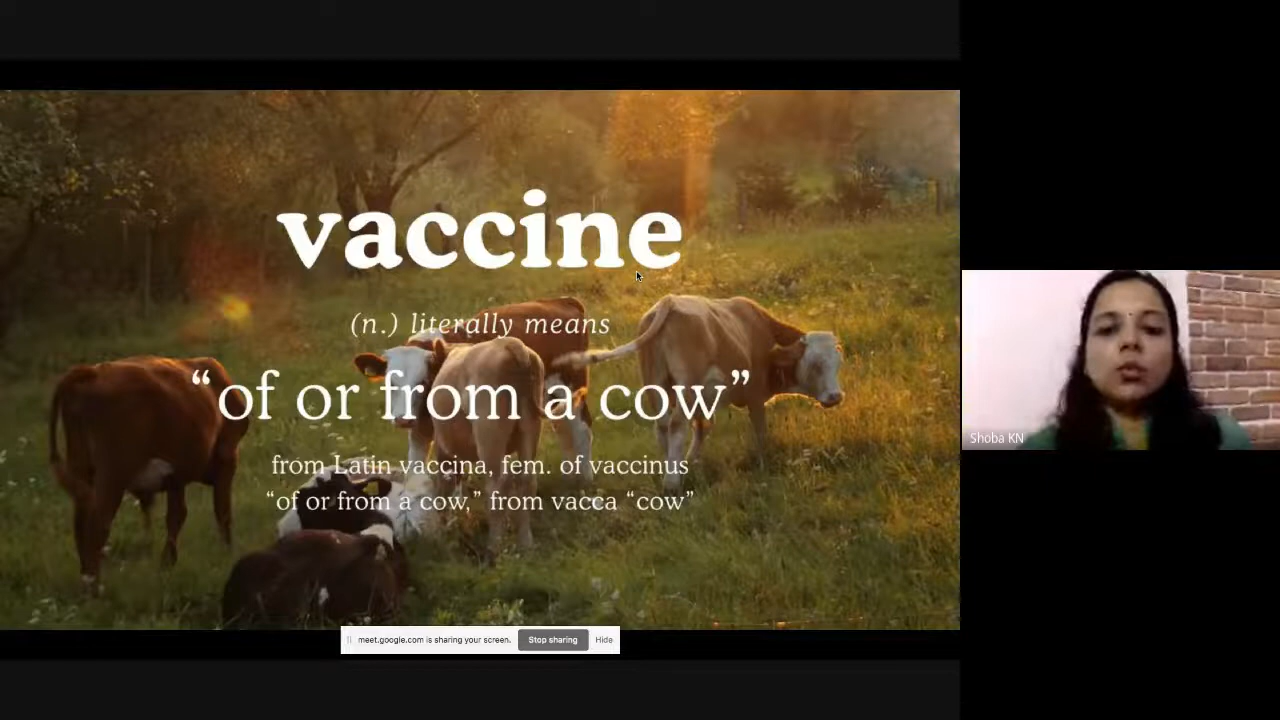 vaccine
(n.) literally means
“of or from a cow”
from Latin vaccina, fem. of vaccinus
“of or from a cow,” from vacca “cow”
Shoba KN
meet.google.com is sharing your screen. Stop sharing Hide